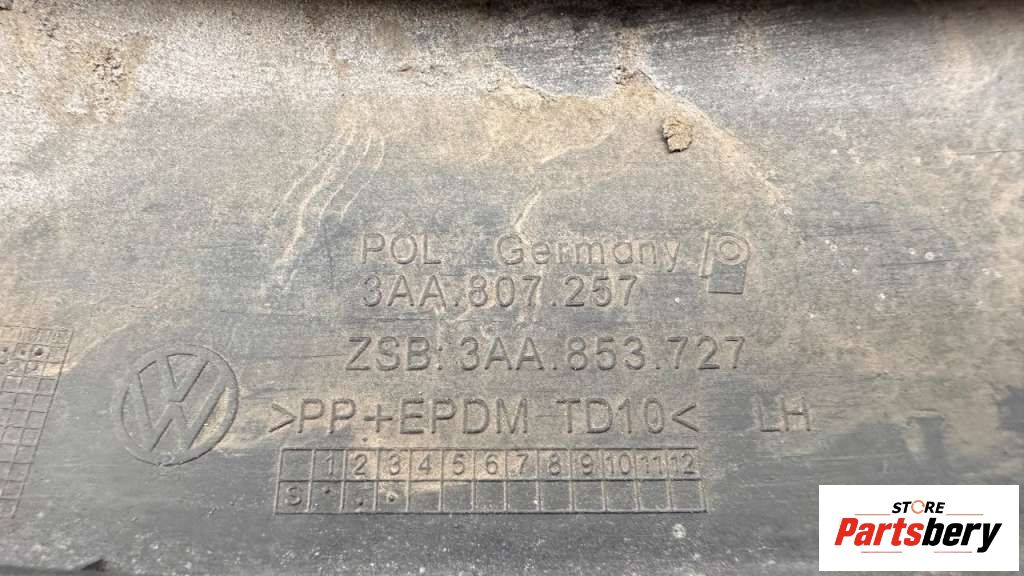 POL Germany
3AA.807.257
ZSB: 3AA.853.727
VW
>PP+EPDM-TD10< LH
1 2 3 4 5 6 7 8 9 10 11 12
S
STORE
Partsbery